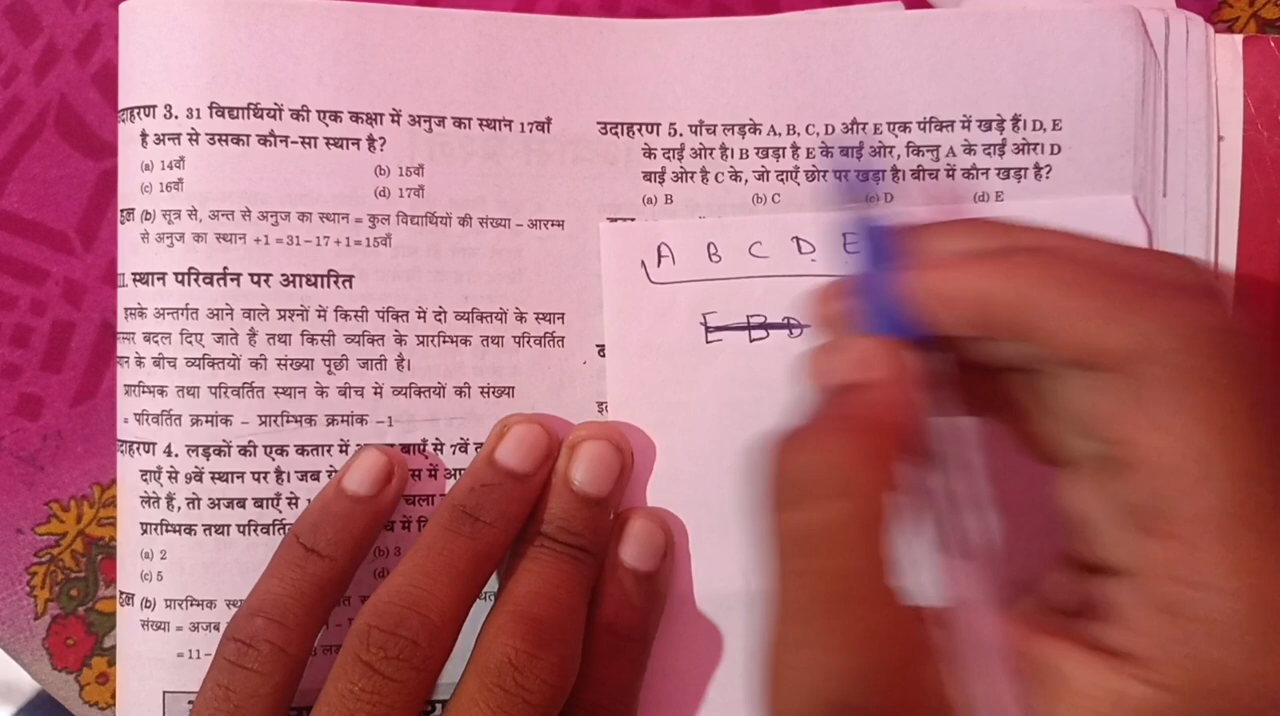 उदाहरण 3. 31 विद्यार्थियों की एक कक्षा में अनुज का स्थान 17वाँ
है अन्त से उसका कौन-सा स्थान है?
(a) 14वाँ (b) 15वाँ
(c) 16वाँ (d) 17वाँ
हल (b) सूत्र से, अन्त से अनुज का स्थान = कुल विद्यार्थियों की संख्या - आरम्भ
से अनुज का स्थान +1 = 31 - 17 + 1 = 15वाँ
II. स्थान परिवर्तन पर आधारित
इसके अन्तर्गत आने वाले प्रश्नों में किसी पंक्ति में दो व्यक्तियों के स्थान
बदल दिए जाते हैं तथा किसी व्यक्ति के प्रारम्भिक तथा परिवर्तित
के बीच व्यक्तियों की संख्या पूछी जाती है।
प्रारम्भिक तथा परिवर्तित स्थान के बीच में व्यक्तियों की संख्या
= परिवर्तित क्रमांक - प्रारम्भिक क्रमांक -1
उदाहरण 4. लड़कों की एक कतार में बाएँ से 7वें
दाएँ से 9वें स्थान पर है। जब में
लेते हैं, तो अजब बाएँ से
प्रारम्भिक तथा में
(a) 2 (b) 3
(c) 5 (d)
हल (b) प्रारम्भिक
संख्या = अजब
= 11 -
उदाहरण 5. पाँच लड़के A, B, C, D और E एक पंक्ति में खड़े हैं। D, E
के दाईं ओर है। B खड़ा है E के बाईं ओर, किन्तु A के दाईं ओर। D
बाईं ओर है C के, जो दाएँ छोर पर खड़ा है। बीच में कौन खड़ा है?
(a) B (b) C (c) D (d) E
A B C D E
E B D